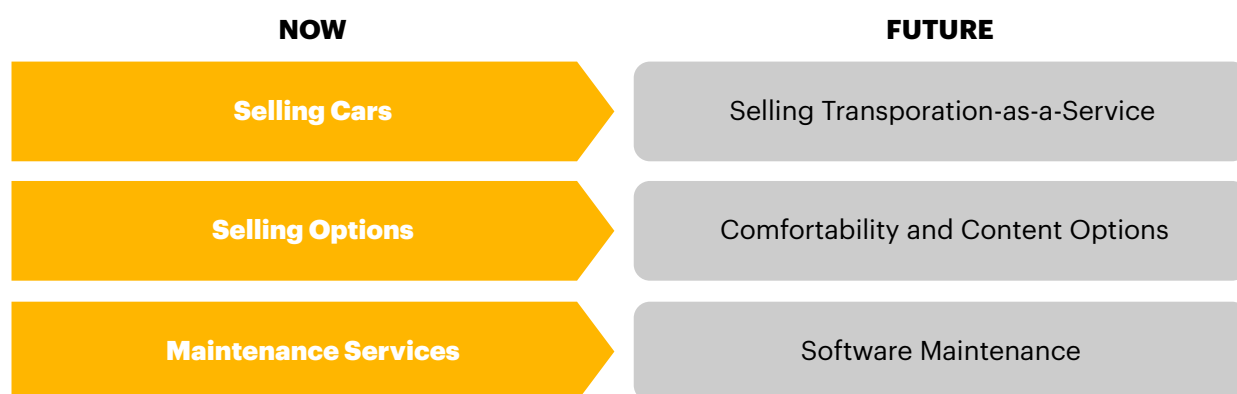 NOW
FUTURE
Selling Cars
Selling Transporation-as-a-Service
Selling Options
Comfortability and Content Options
Maintenance Services
Software Maintenance